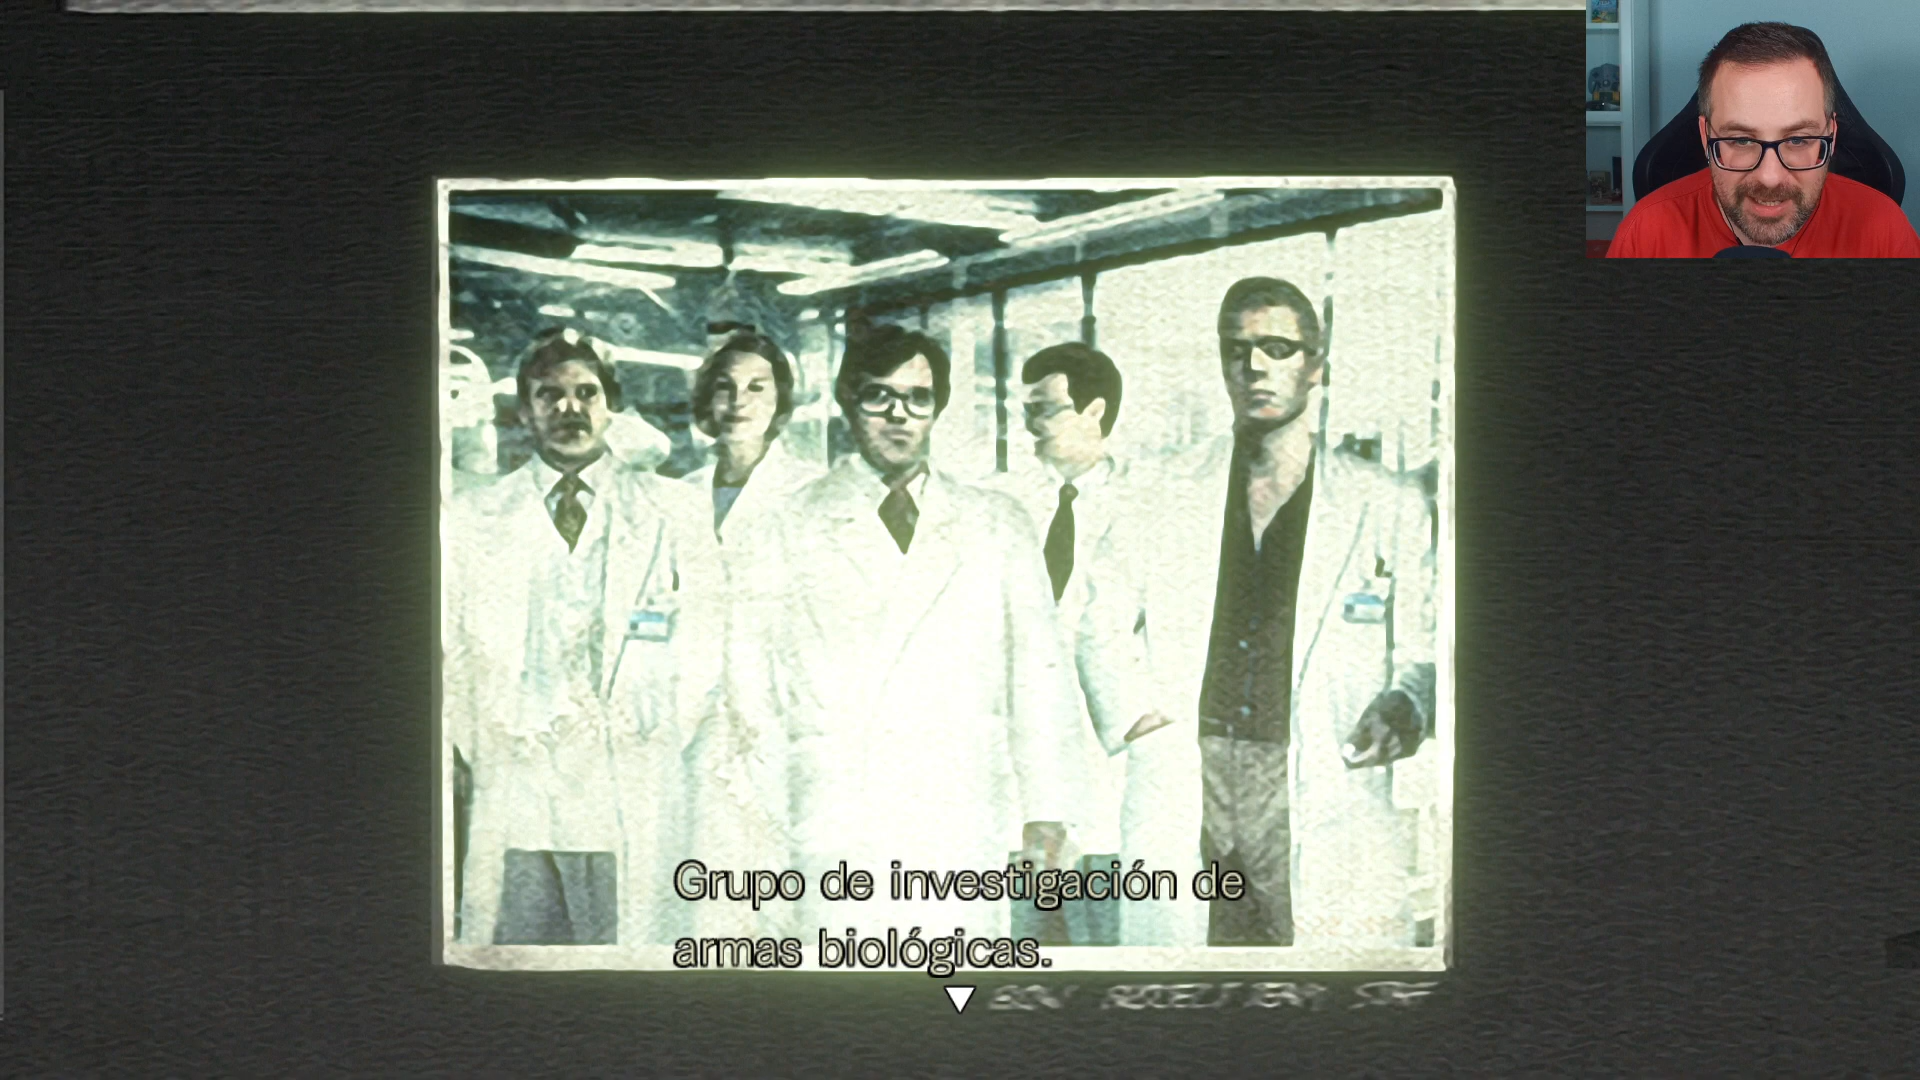 Grupo de investigación de
armas biológicas.